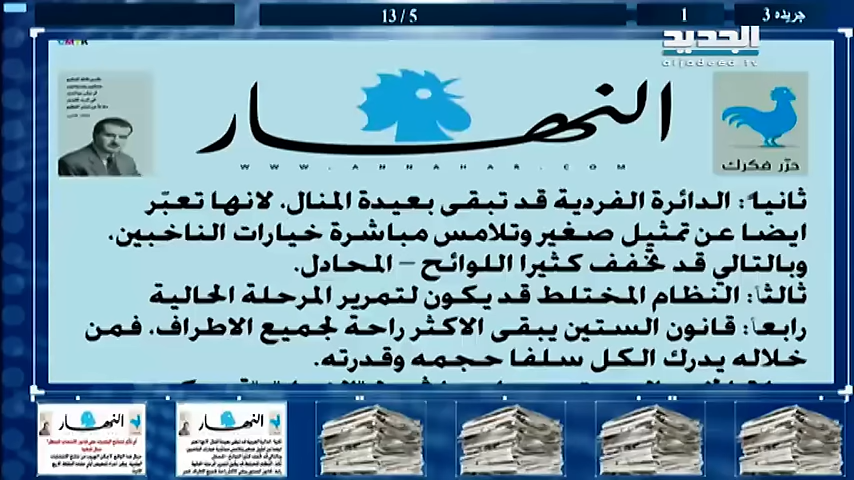 جريده 3
1
13/5
الجديد
aljadeed.tv
CMYK
النهار
WWW.ANNAHAR.COM
حرّر فكرك
ثانياً: الدائرة الفردية قد تبقى بعيدة المنال، لانها تعبّر
ايضا عن تمثيل صغير وتلامس مباشرة خيارات الناخبين،
وبالتالي قد تخفف كثيرا اللوائح – المحادل.
ثالثاً: النظام المختلط قد يكون لتمرير المرحلة الحالية
رابعاً: قانون الستين يبقى الاكثر راحة لجميع الاطراف، فمن
خلاله يدرك الكل سلفا حجمه وقدرته.
النهار
النهار